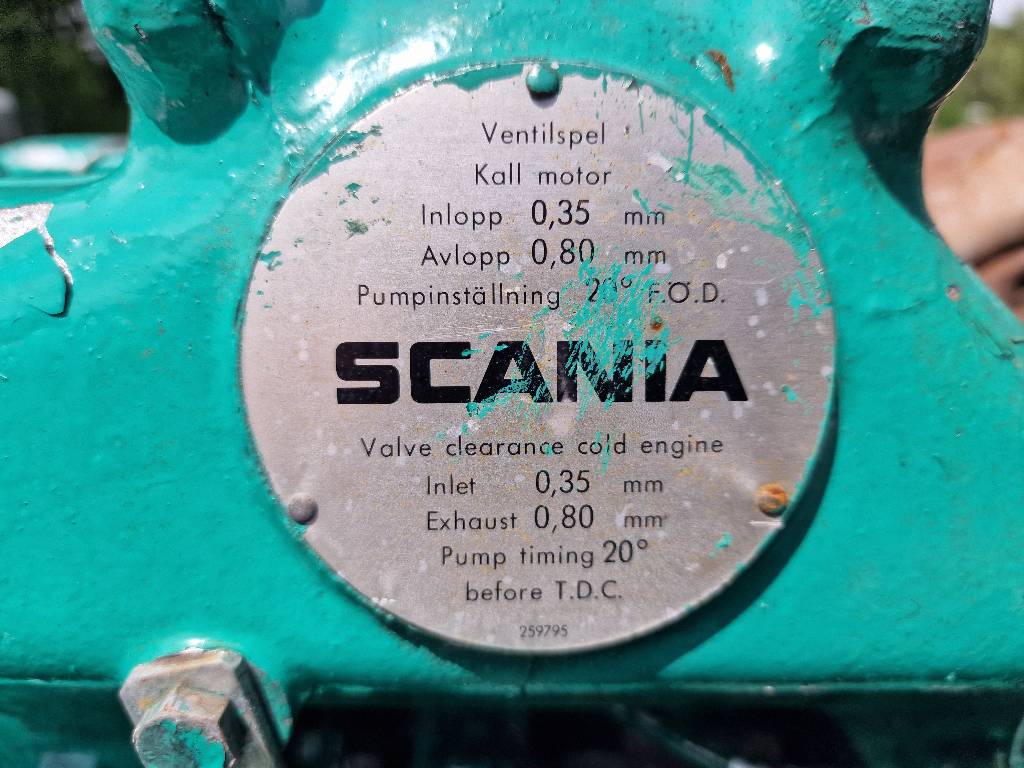 Ventilspel
Kall motor
Inlopp 0,35 mm
Avlopp 0,80 mm
Pumpinställning 20° F.Ö.D.
SCANIA
Valve clearance cold engine
Inlet 0,35 mm
Exhaust 0,80 mm
Pump timing 20°
before T.D.C.
259795